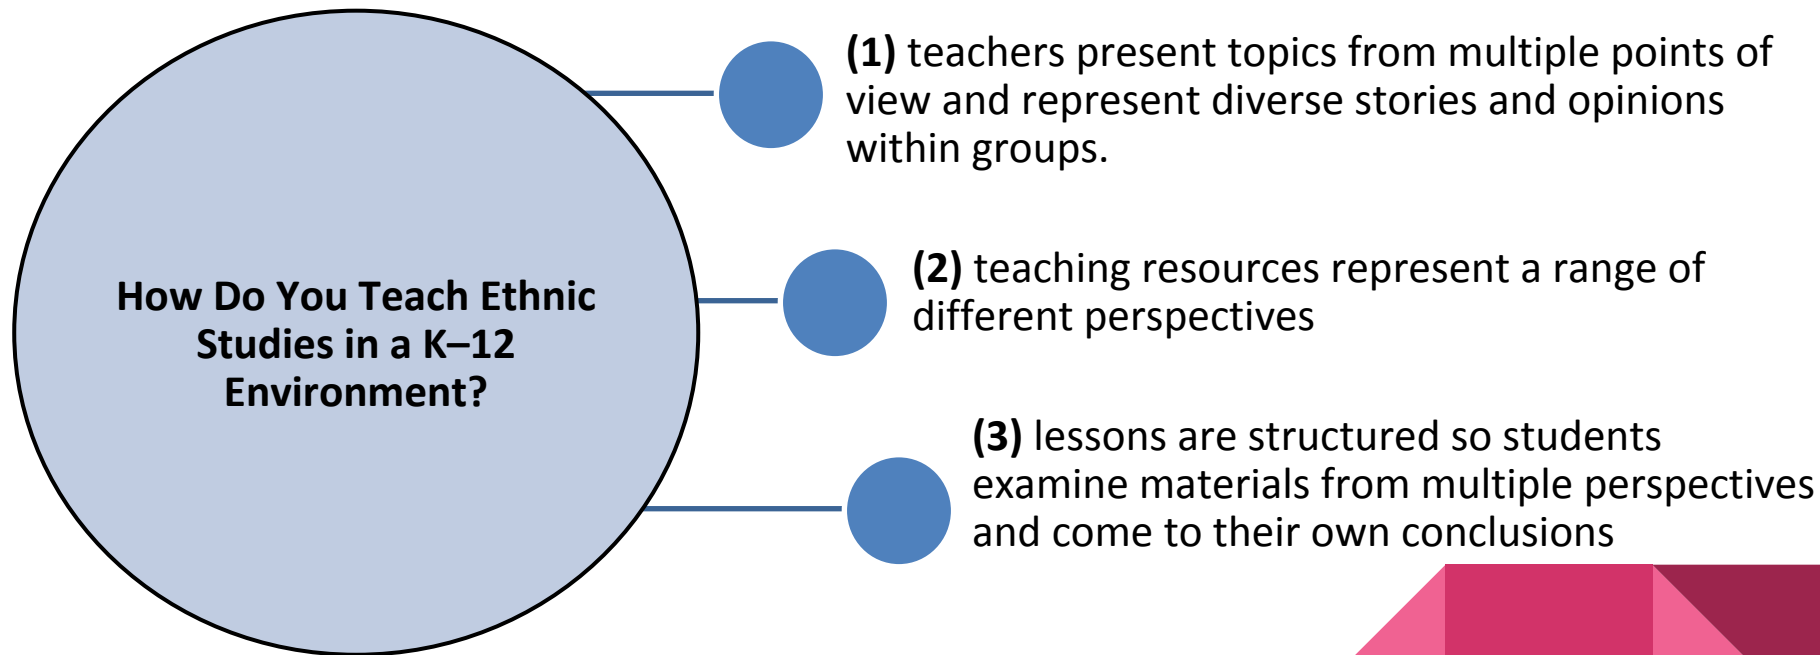 How Do You Teach Ethnic
Studies in a K–12
Environment?
(1) teachers present topics from multiple points of
view and represent diverse stories and opinions
within groups.
(2) teaching resources represent a range of
different perspectives
(3) lessons are structured so students
examine materials from multiple perspectives
and come to their own conclusions